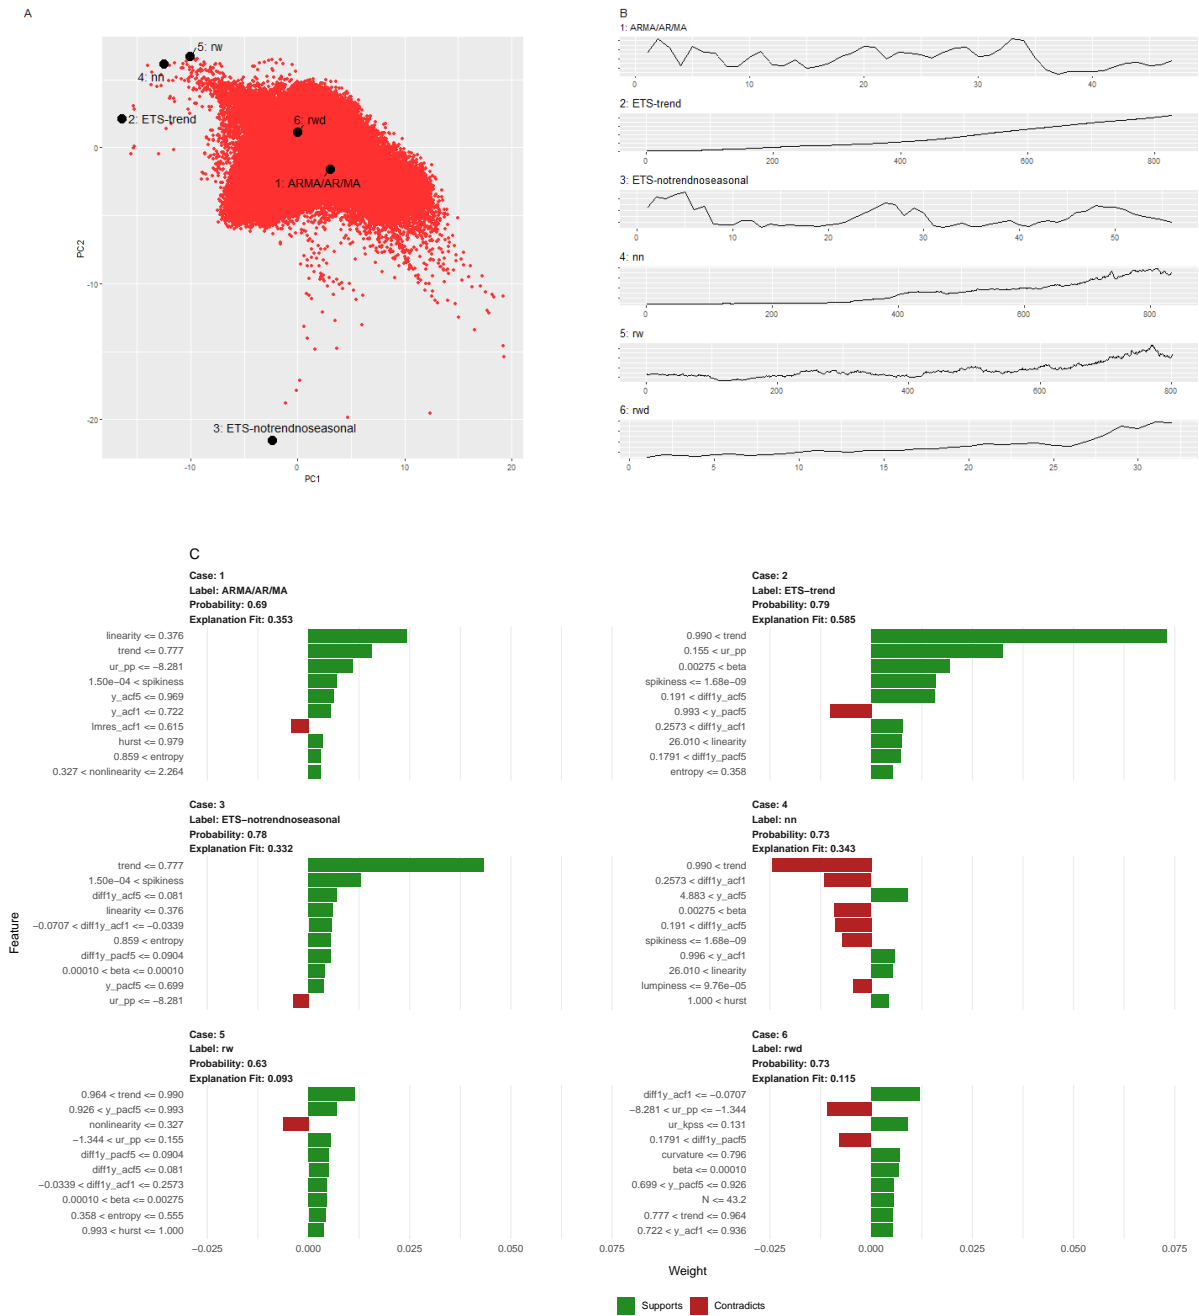 A
5: rw
4: nn
2: ETS-trend
6: rwd
1: ARMA/AR/MA
3: ETS-notrendnoseasonal
0
-10
-20
PC2
-10
0
10
20
PC1
B
1: ARMA/AR/MA
0
10
20
30
40
2: ETS-trend
0
200
400
600
800
3: ETS-notrendnoseasonal
0
10
20
30
40
50
4: nn
0
200
400
600
800
5: rw
0
200
400
600
800
6: rwd
0
5
10
15
20
25
30
C
Case: 1
Label: ARMA/AR/MA
Probability: 0.69
Explanation Fit: 0.353
linearity <= 0.376
trend <= 0.777
ur_pp <= −8.281
1.50e−04 < spikiness
y_acf5 <= 0.969
y_acf1 <= 0.722
lmres_acf1 <= 0.615
hurst <= 0.979
0.859 < entropy
0.327 < nonlinearity <= 2.264
Case: 2
Label: ETS−trend
Probability: 0.79
Explanation Fit: 0.585
0.990 < trend
0.155 < ur_pp
0.00275 < beta
spikiness <= 1.68e−09
0.191 < diff1y_acf5
0.993 < y_pacf5
0.2573 < diff1y_acf1
26.010 < linearity
0.1791 < diff1y_pacf5
entropy <= 0.358
Case: 3
Label: ETS−notrendnoseasonal
Probability: 0.78
Explanation Fit: 0.332
trend <= 0.777
1.50e−04 < spikiness
diff1y_acf5 <= 0.081
linearity <= 0.376
−0.0707 < diff1y_acf1 <= −0.0339
0.859 < entropy
diff1y_pacf5 <= 0.0904
0.00010 < beta <= 0.00010
y_pacf5 <= 0.699
ur_pp <= −8.281
Case: 4
Label: nn
Probability: 0.73
Explanation Fit: 0.343
0.990 < trend
0.2573 < diff1y_acf1
4.883 < y_acf5
0.00275 < beta
0.191 < diff1y_acf5
spikiness <= 1.68e−09
0.996 < y_acf1
26.010 < linearity
lumpiness <= 9.76e−05
1.000 < hurst
Case: 5
Label: rw
Probability: 0.63
Explanation Fit: 0.093
0.964 < trend <= 0.990
0.926 < y_pacf5 <= 0.993
nonlinearity <= 0.327
−1.344 < ur_pp <= 0.155
diff1y_pacf5 <= 0.0904
diff1y_acf5 <= 0.081
−0.0339 < diff1y_acf1 <= 0.2573
0.00010 < beta <= 0.00275
0.358 < entropy <= 0.555
0.993 < hurst <= 1.000
Case: 6
Label: rwd
Probability: 0.73
Explanation Fit: 0.115
diff1y_acf1 <= −0.0707
−8.281 < ur_pp <= −1.344
ur_kpss <= 0.131
0.1791 < diff1y_pacf5
curvature <= 0.796
beta <= 0.00010
0.699 < y_pacf5 <= 0.926
N <= 43.2
0.777 < trend <= 0.964
0.722 < y_acf1 <= 0.936
Feature
−0.025
0.000
0.025
0.050
0.075
−0.025
0.000
0.025
0.050
0.075
Weight
Supports
Contradicts